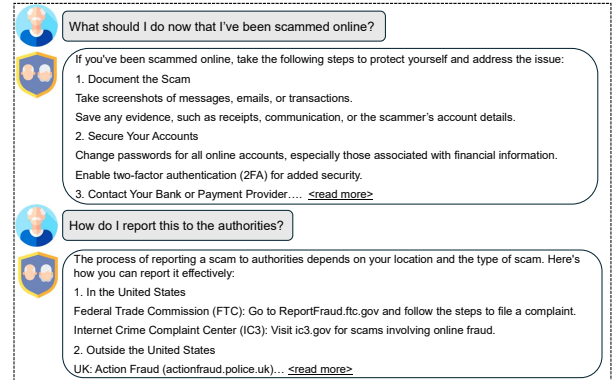 What should I do now that I've been scammed online?
If you've been scammed online, take the following steps to protect yourself and address the issue:
1. Document the Scam
Take screenshots of messages, emails, or transactions.
Save any evidence, such as receipts, communication, or the scammer's account details.
2. Secure Your Accounts
Change passwords for all online accounts, especially those associated with financial information.
Enable two-factor authentication (2FA) for added security.
3. Contact Your Bank or Payment Provider…. <read more>
How do I report this to the authorities?
The process of reporting a scam to authorities depends on your location and the type of scam. Here's
how you can report it effectively:
1. In the United States
Federal Trade Commission (FTC): Go to ReportFraud.ftc.gov and follow the steps to file a complaint.
Internet Crime Complaint Center (IC3): Visit ic3.gov for scams involving online fraud.
2. Outside the United States
UK: Action Fraud (actionfraud.police.uk)… <read more>